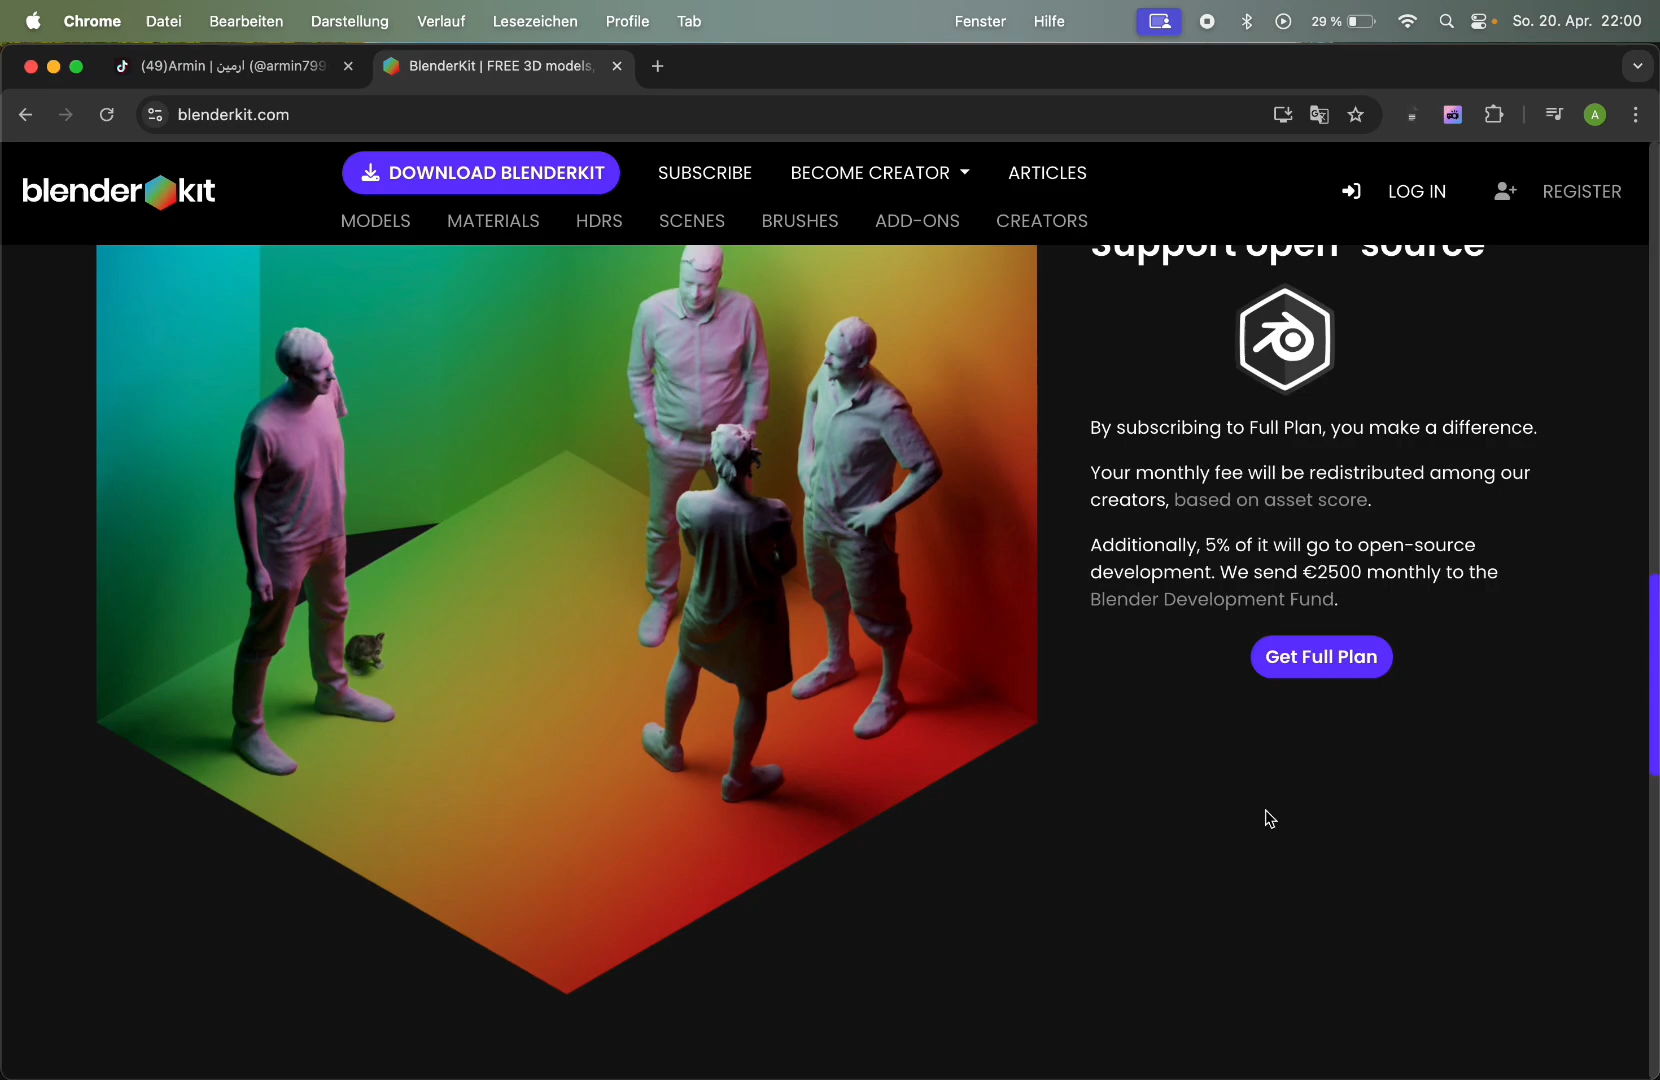 Chrome Datei Bearbeiten Darstellung Verlauf Lesezeichen Profile Tab Fenster Hilfe 29 % So. 20. Apr. 22:00
(49)Armin | ارمین (@armin799
BlenderKit | FREE 3D models,
blenderkit.com
A
blenderkit
DOWNLOAD BLENDERKIT SUBSCRIBE BECOME CREATOR ARTICLES
LOG IN REGISTER
MODELS MATERIALS HDRS SCENES BRUSHES ADD-ONS CREATORS
Support open-source
By subscribing to Full Plan, you make a difference.
Your monthly fee will be redistributed among our
creators, based on asset score.
Additionally, 5% of it will go to open-source
development. We send €2500 monthly to the
Blender Development Fund.
Get Full Plan